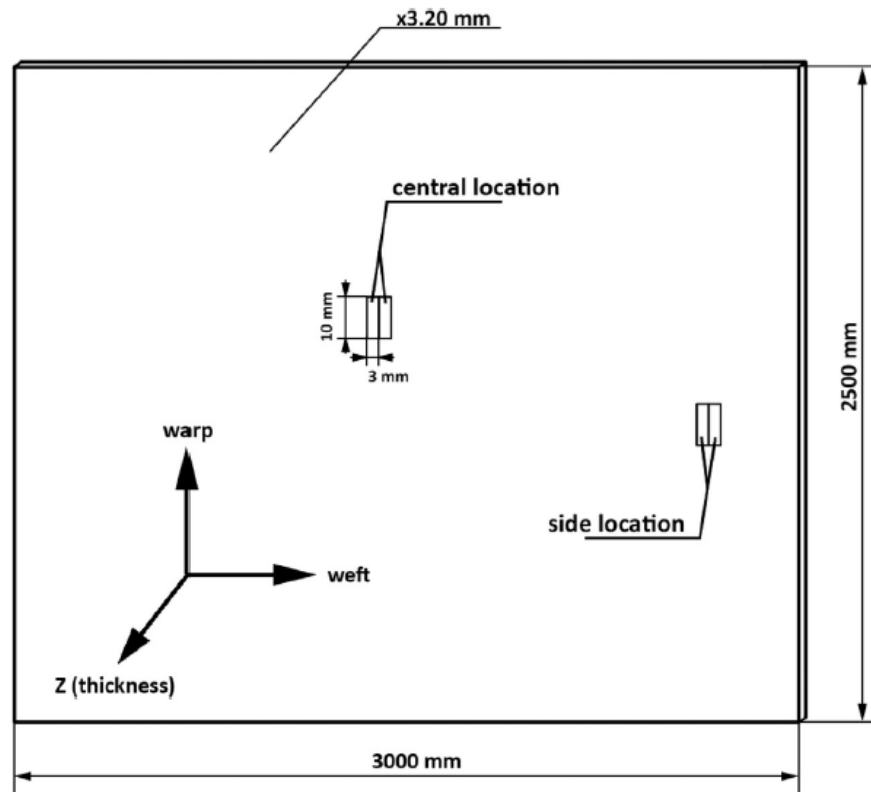 x3.20 mm
central location
10 mm
3 mm
2500 mm
warp
side location
weft
Z (thickness)
3000 mm